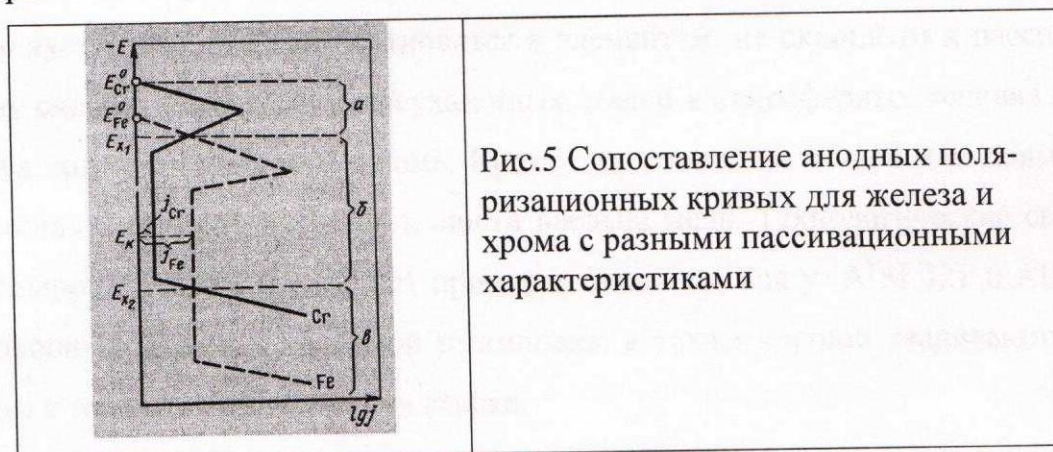 -E
E°Cr
E°Fe
Ex1
Eк
Ex2
a
б
в
jCr
jFe
Cr
Fe
lgj
Рис.5 Сопоставление анодных поля-
ризационных кривых для железа и
хрома с разными пассивационными
характеристиками